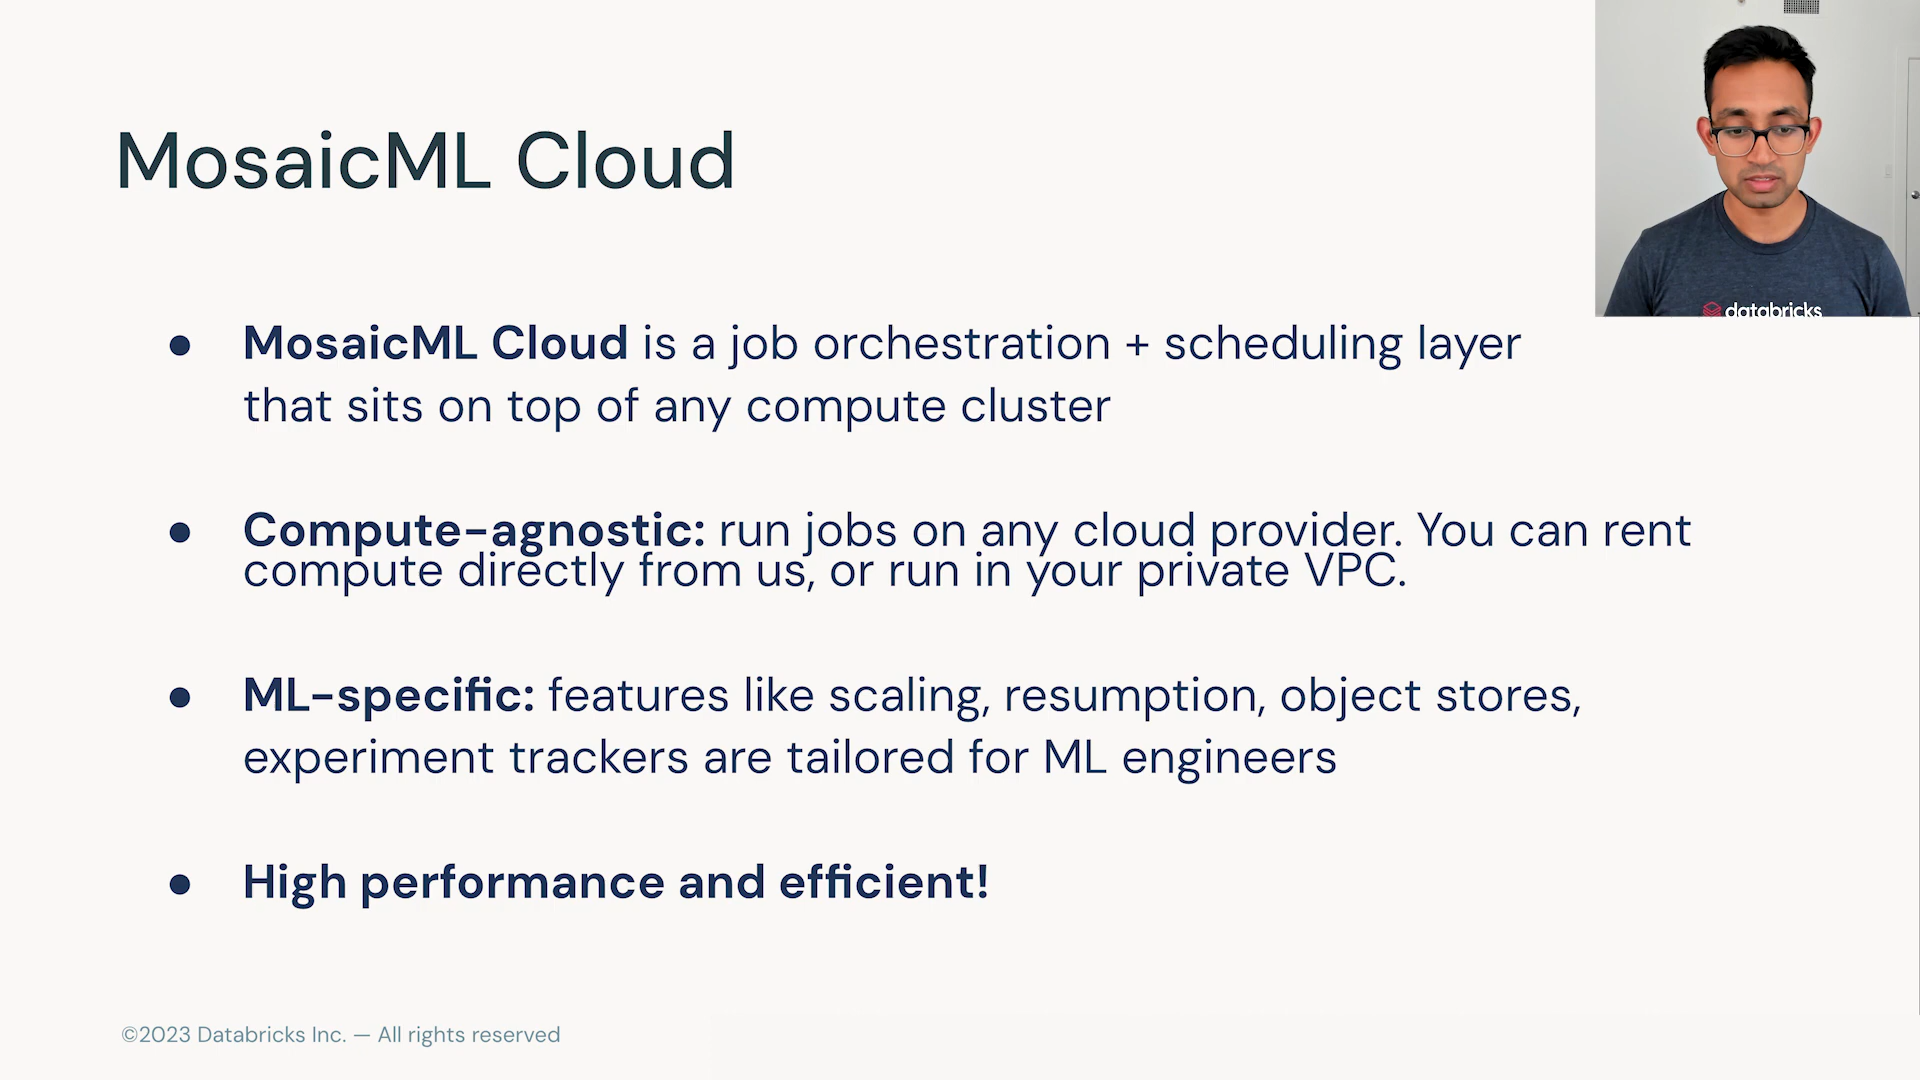 MosaicML Cloud
databricks
● MosaicML Cloud is a job orchestration + scheduling layer
that sits on top of any compute cluster
● Compute-agnostic: run jobs on any cloud provider. You can rent
compute directly from us, or run in your private VPC.
● ML-specific: features like scaling, resumption, object stores,
experiment trackers are tailored for ML engineers
● High performance and efficient!
©2023 Databricks Inc. — All rights reserved